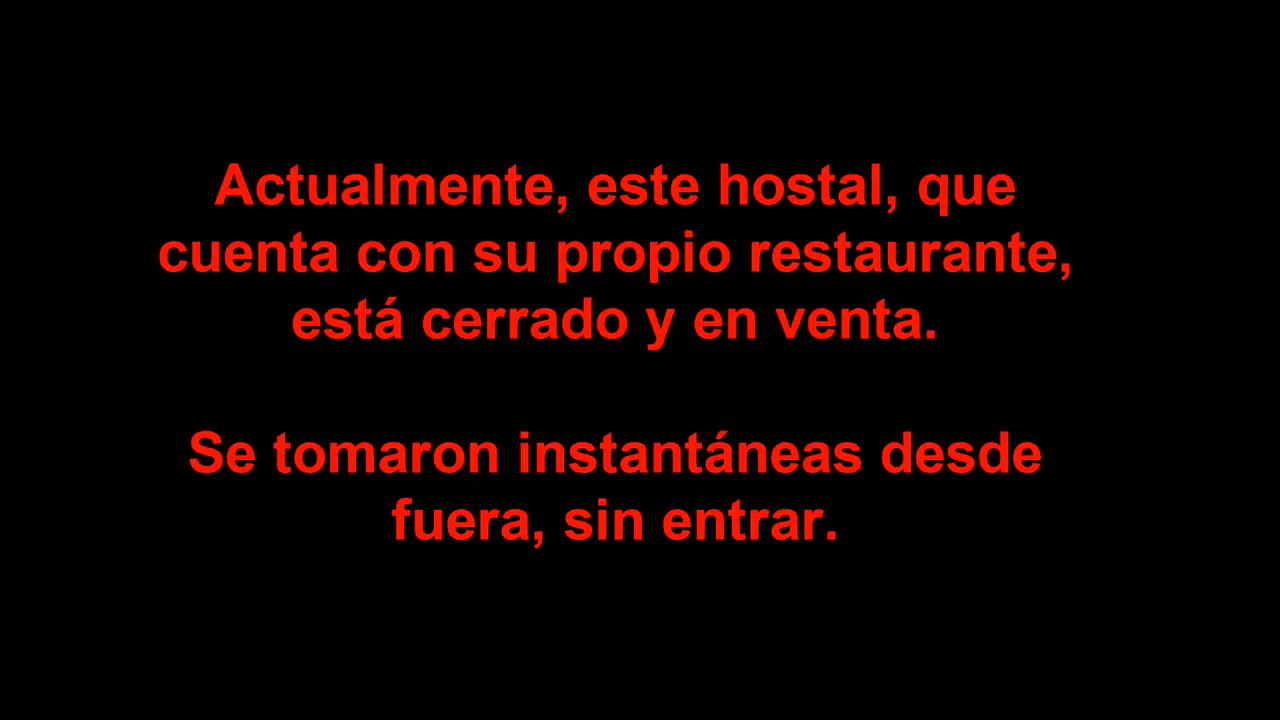 Actualmente, este hostal, que
cuenta con su propio restaurante,
está cerrado y en venta.
Se tomaron instantáneas desde
fuera, sin entrar.